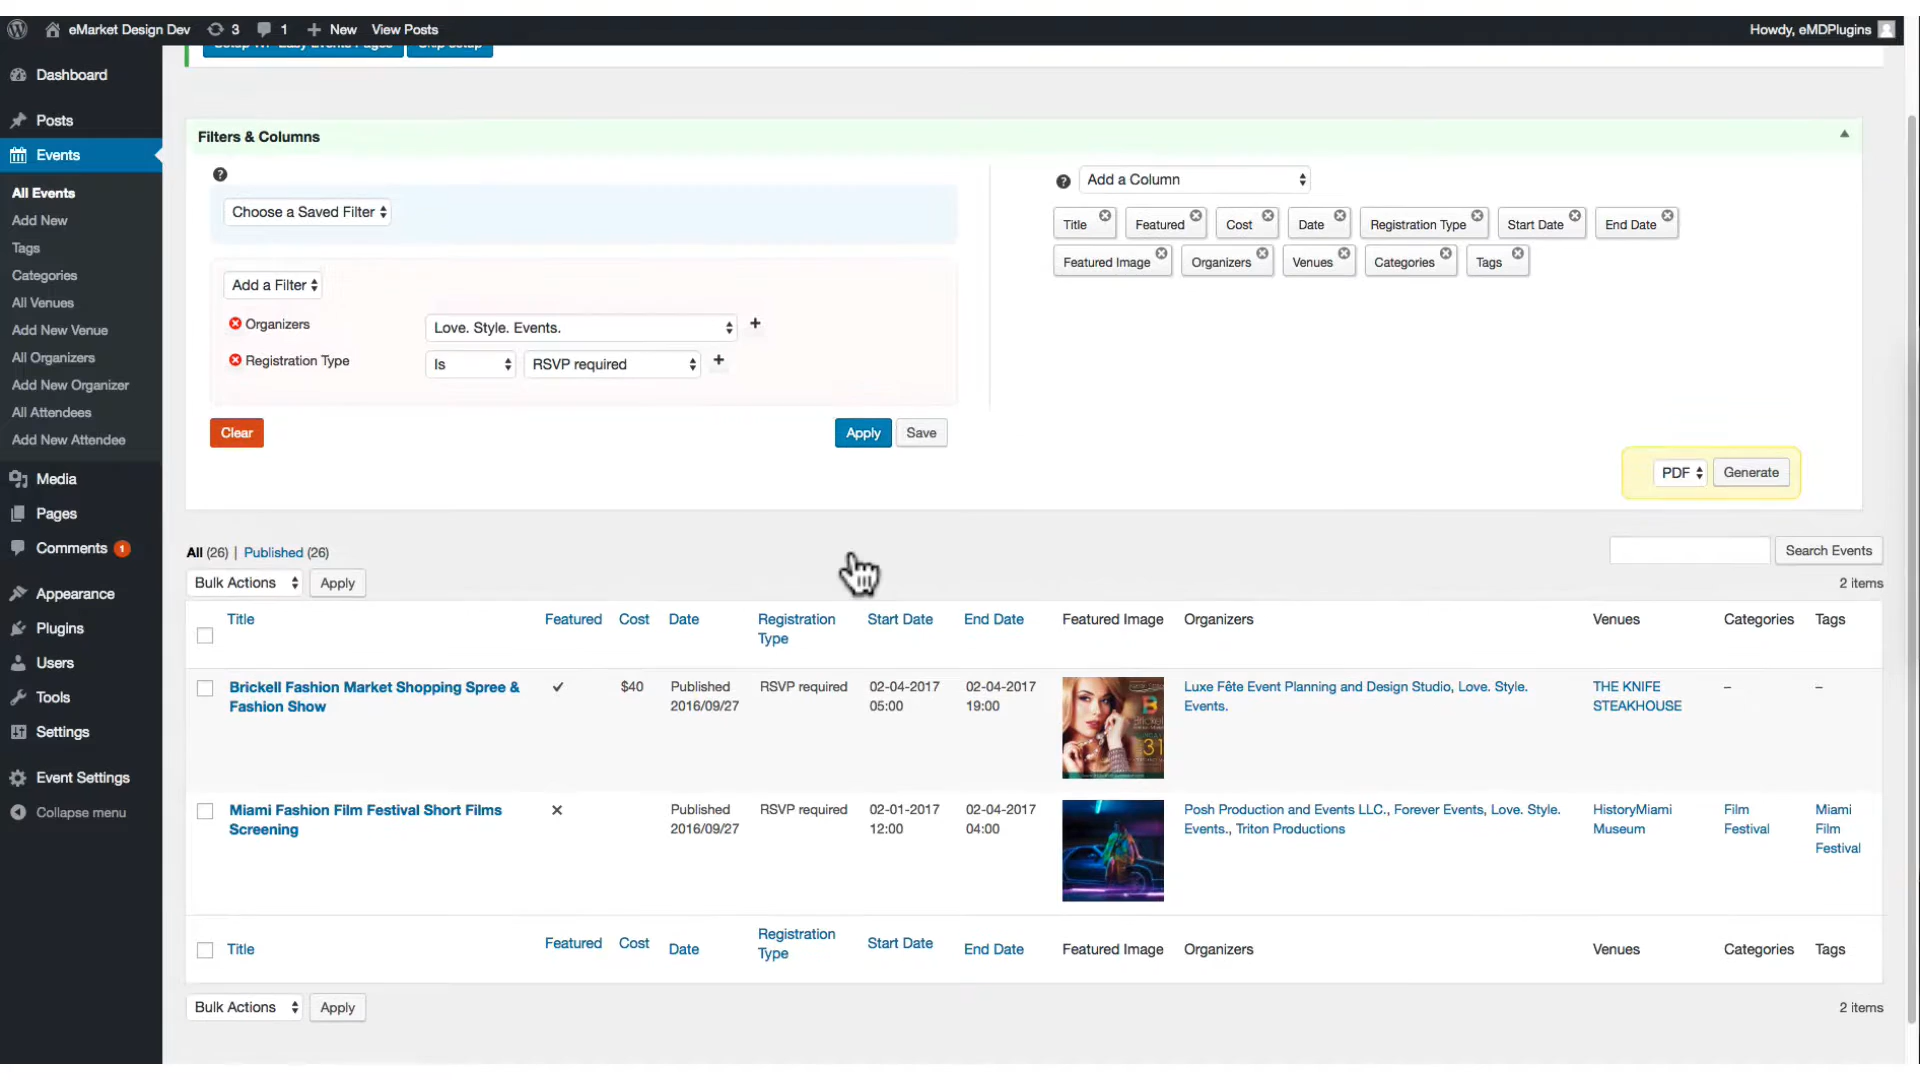 eMarket Design Dev 3 1 New View Posts Howdy, eMDPlugins
Setup WP Easy Events Pages Skip setup
Dashboard
Posts
Events
All Events
Add New
Tags
Categories
All Venues
Add New Venue
All Organizers
Add New Organizer
All Attendees
Add New Attendee
Media
Pages
Comments 1
Appearance
Plugins
Users
Tools
Settings
Event Settings
Collapse menu
Filters & Columns
Choose a Saved Filter
Add a Filter
Organizers Love. Style. Events.
Registration Type Is RSVP required
Clear Apply Save
Add a Column
Title Featured Cost Date Registration Type Start Date End Date
Featured Image Organizers Venues Categories Tags
PDF Generate
All (26) | Published (26)
Search Events
Bulk Actions Apply
2 items
Title Featured Cost Date Registration Type Start Date End Date Featured Image Organizers Venues Categories Tags
Brickell Fashion Market Shopping Spree &
Fashion Show
$40
Published
2016/09/27
RSVP required
02-04-2017
05:00
02-04-2017
19:00
Luxe Fête Event Planning and Design Studio, Love. Style.
Events.
THE KNIFE
STEAKHOUSE
–
–
Miami Fashion Film Festival Short Films
Screening
Published
2016/09/27
RSVP required
02-01-2017
12:00
02-04-2017
04:00
Posh Production and Events LLC., Forever Events, Love. Style.
Events., Triton Productions
HistoryMiami
Museum
Film
Festival
Miami
Film
Festival
Title Featured Cost Date Registration Type Start Date End Date Featured Image Organizers Venues Categories Tags
Bulk Actions Apply
2 items